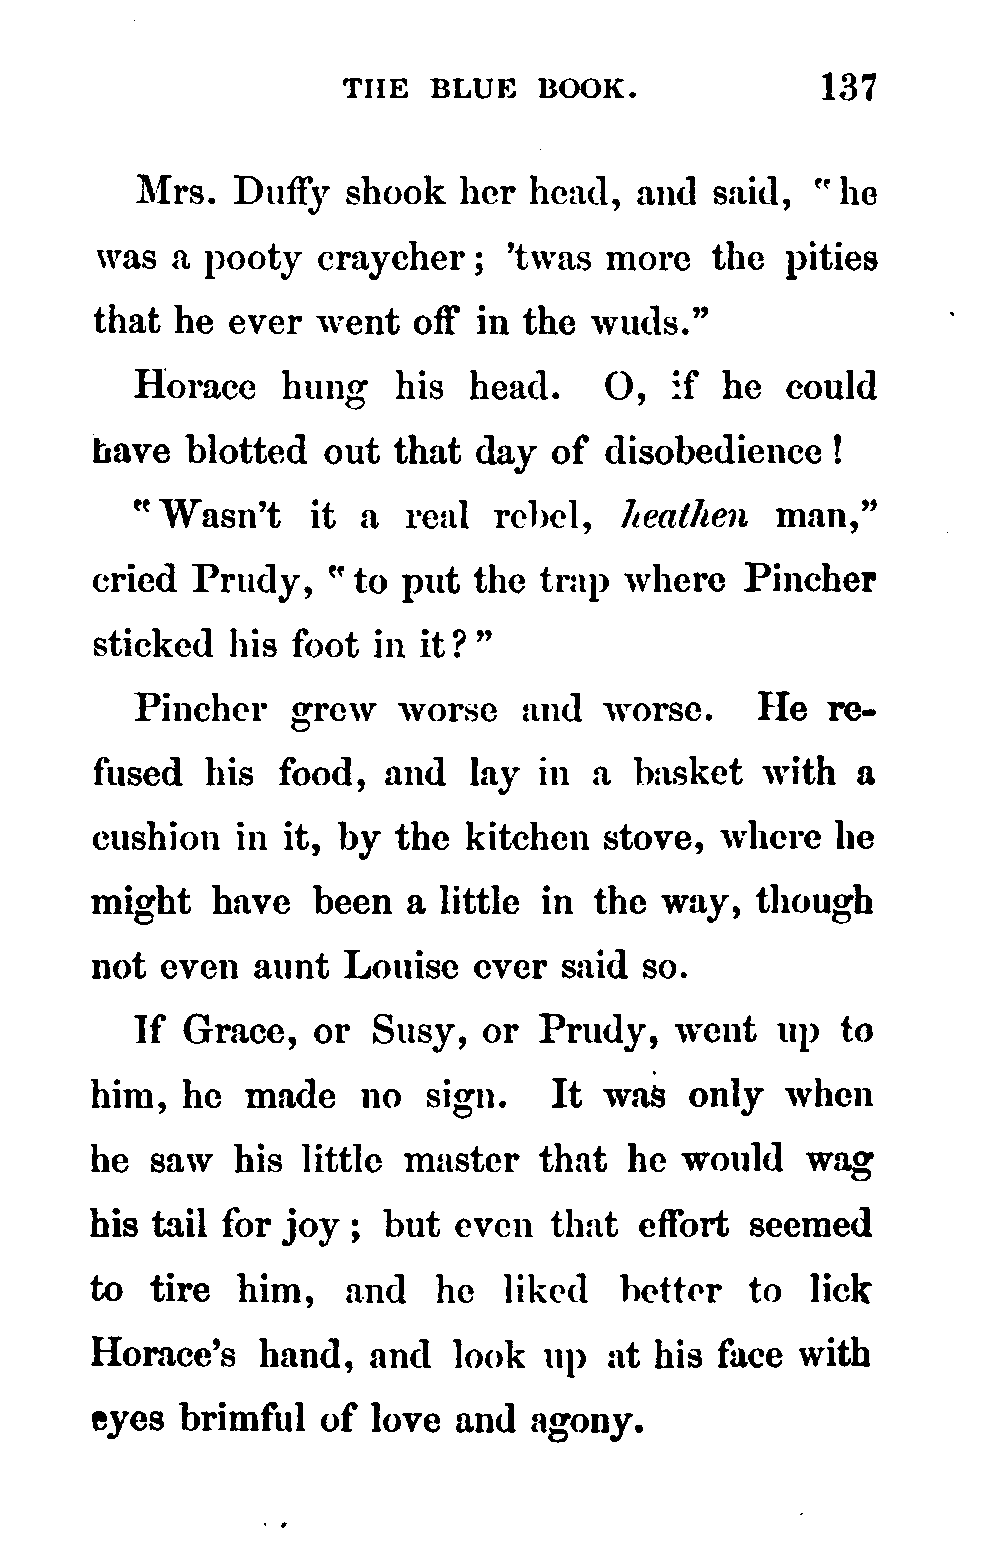 THE BLUE BOOK. 137
Mrs. Duffy shook her head, and said, "he
was a pooty craycher; 'twas more the pities
that he ever went off in the wuds."
Horace hung his head. O, if he could
have blotted out that day of disobedience!
"Wasn't it a real rebel, heathen man,"
cried Prudy, "to put the trap where Pincher
sticked his foot in it?"
Pincher grew worse and worse. He re-
fused his food, and lay in a basket with a
cushion in it, by the kitchen stove, where he
might have been a little in the way, though
not even aunt Louise ever said so.
If Grace, or Susy, or Prudy, went up to
him, he made no sign. It was only when
he saw his little master that he would wag
his tail for joy; but even that effort seemed
to tire him, and he liked better to lick
Horace's hand, and look up at his face with
eyes brimful of love and agony.